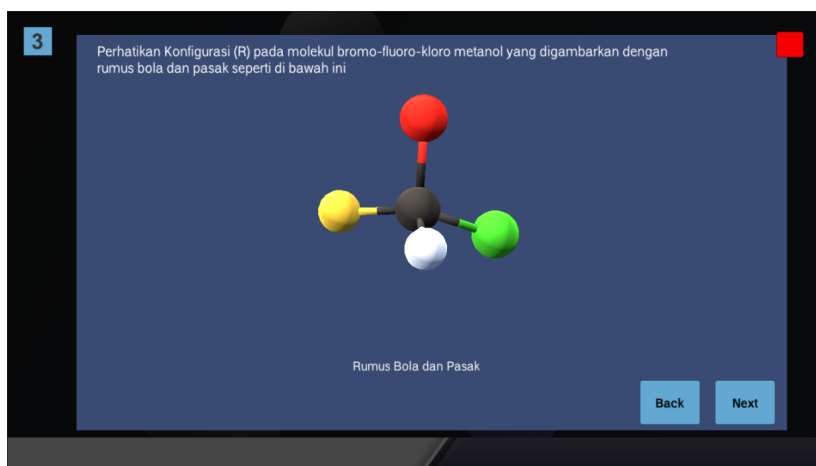 3
Perhatikan Konfigurasi (R) pada molekul bromo-fluoro-kloro metanol yang digambarkan dengan
rumus bola dan pasak seperti di bawah ini
Rumus Bola dan Pasak
Back
Next